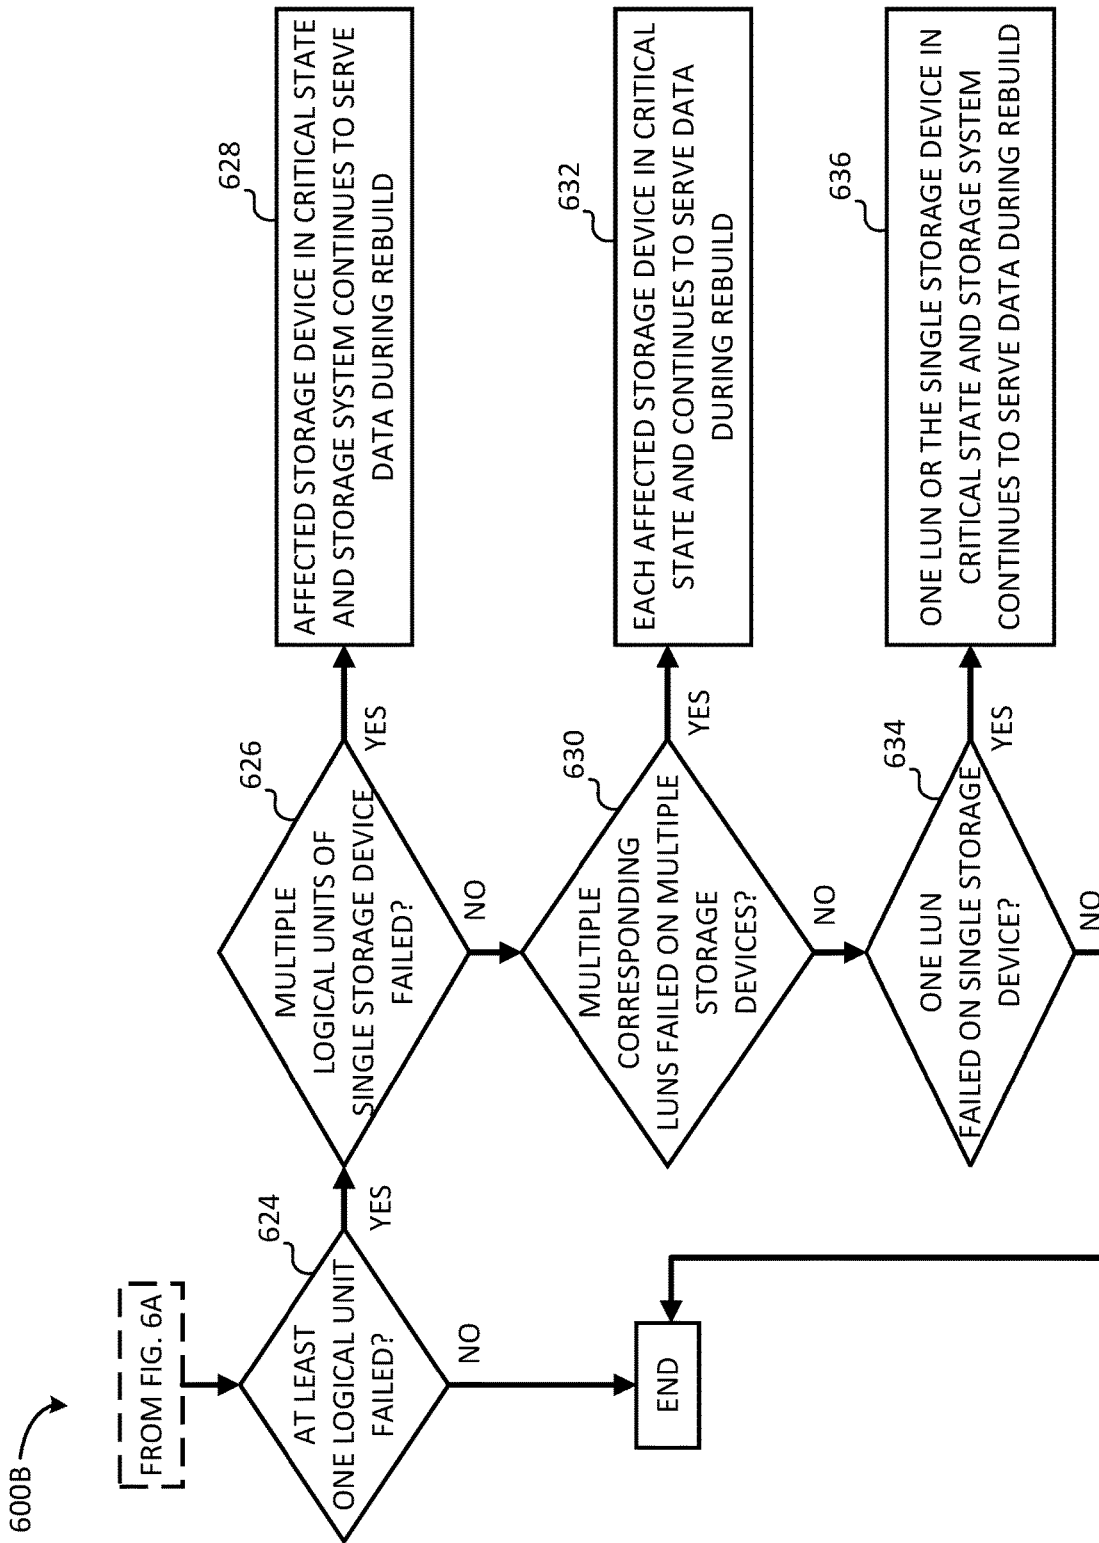 600B
FROM FIG. 6A
624
AT LEAST
ONE LOGICAL UNIT
FAILED?
YES
NO
END
626
MULTIPLE
LOGICAL UNITS OF
SINGLE STORAGE DEVICE
FAILED?
YES
NO
628
AFFECTED STORAGE DEVICE IN CRITICAL STATE
AND STORAGE SYSTEM CONTINUES TO SERVE
DATA DURING REBUILD
630
MULTIPLE
CORRESPONDING
LUNS FAILED ON MULTIPLE
STORAGE
DEVICES?
YES
NO
632
EACH AFFECTED STORAGE DEVICE IN CRITICAL
STATE AND CONTINUES TO SERVE DATA
DURING REBUILD
634
ONE LUN
FAILED ON SINGLE STORAGE
DEVICE?
YES
NO
636
ONE LUN OR THE SINGLE STORAGE DEVICE IN
CRITICAL STATE AND STORAGE SYSTEM
CONTINUES TO SERVE DATA DURING REBUILD